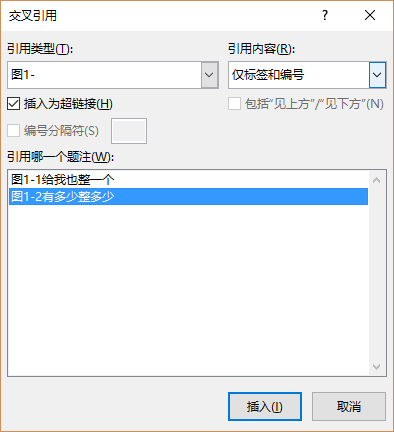 交叉引用
?
引用类型(T):
引用内容(R):
图1-
仅标签和编号
插入为超链接(H)
包括“见上方”/“见下方”(N)
编号分隔符(S)
引用哪一个题注(W):
图1-1给我也整一个
图1-2有多少整多少
插入(I)
取消